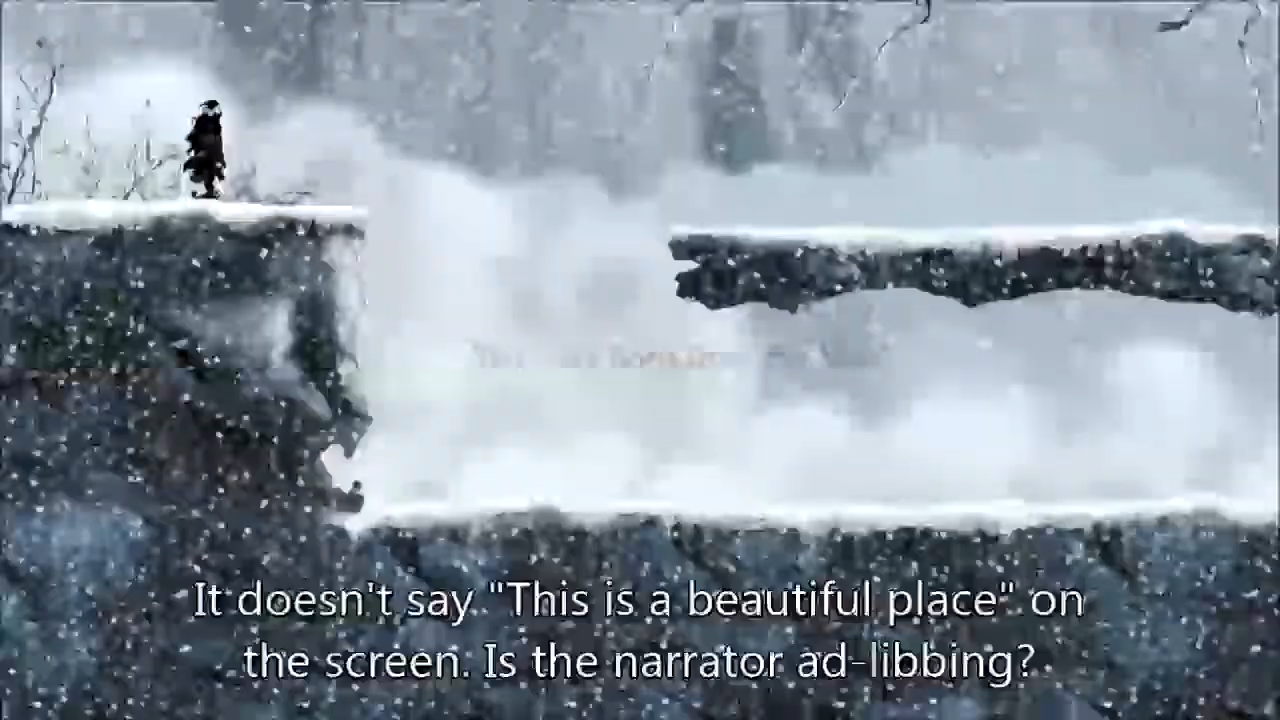 It doesn't say "This is a beautiful place" on
the screen. Is the narrator ad-libbing?